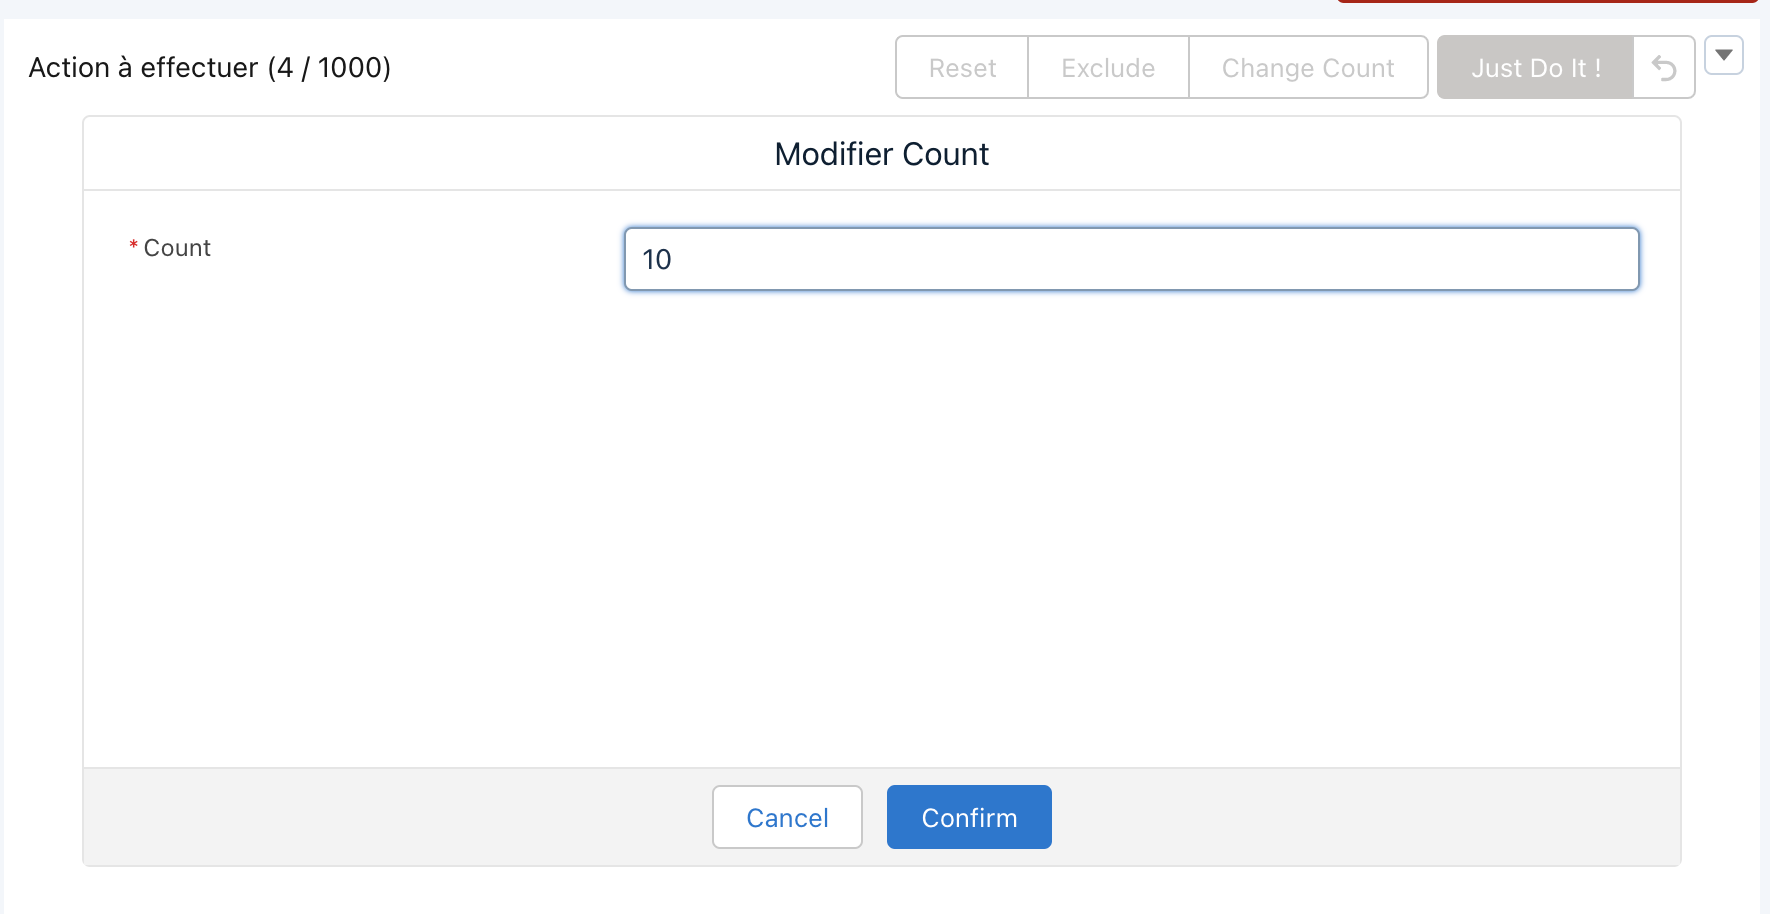 Action à effectuer (4 / 1000)
Reset
Exclude
Change Count
Just Do It !
Modifier Count
* Count
10
Cancel
Confirm